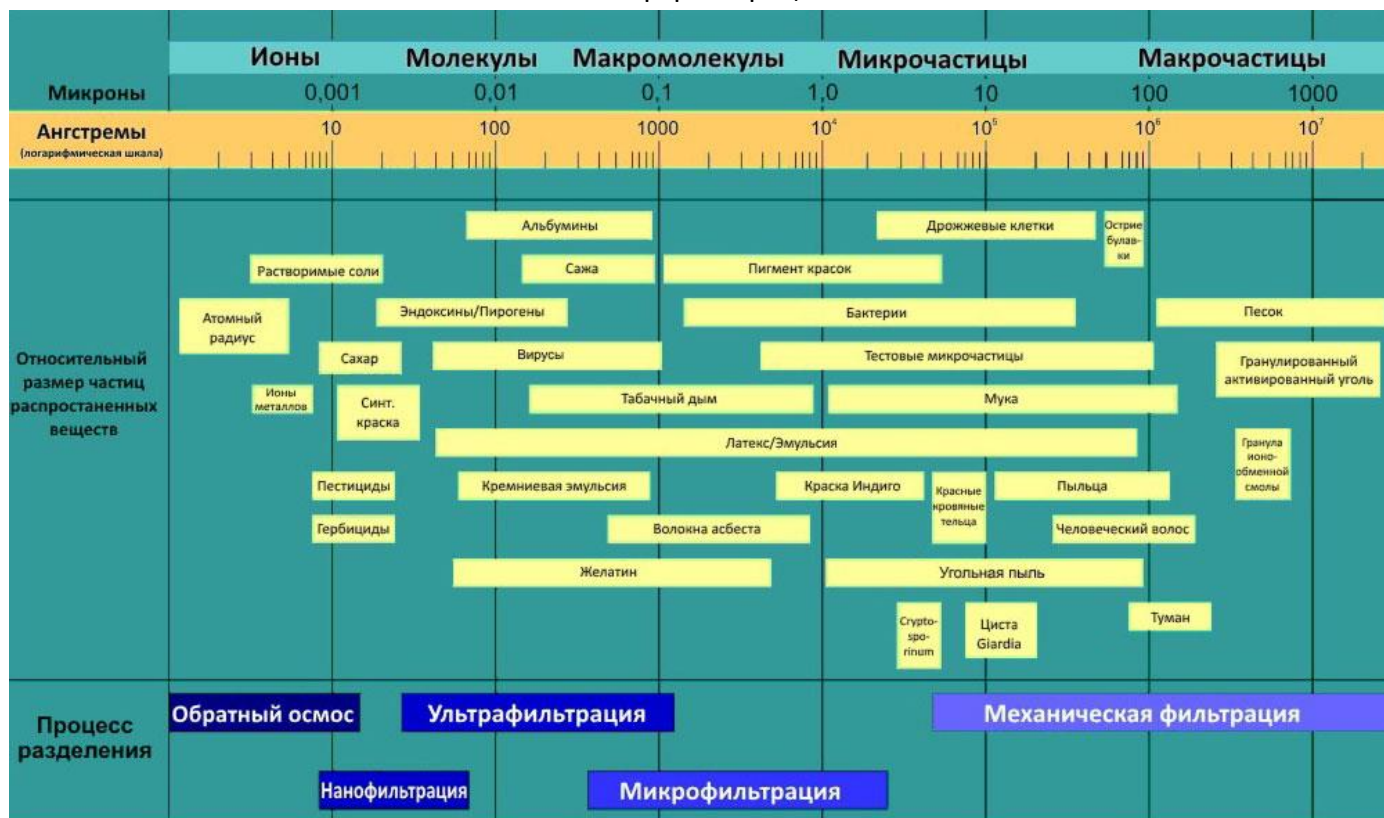 Ионы Молекулы Макромолекулы Микрочастицы Макрочастицы
Микроны 0,001 0,01 0,1 1,0 10 100 1000
Ангстремы 10 100 1000 10⁴ 10⁵ 10⁶ 10⁷
(логарифмическая шкала)
Альбумины Дрожжевые клетки Острие
булав-
ки
Растворимые соли Сажа Пигмент красок
Атомный
радиус
Эндоксины/Пирогены Бактерии Песок
Относительный
размер частиц
распростаненных
веществ
Сахар Вирусы Тестовые микрочастицы Гранулированный
активированный уголь
Ионы
металлов
Синт.
краска
Табачный дым Мука
Латекс/Эмульсия
Гранула
ионо-
обменной
смолы
Пестициды Кремниевая эмульсия Краска Индиго
Красные
кровяные
тельца
Пыльца
Гербициды Волокна асбеста Человеческий волос
Желатин Угольная пыль
Crypto-
spo-
rinum
Циста
Giardia
Туман
Процесс
разделения
Обратный осмос Ультрафильтрация Механическая фильтрация
Нанофильтрация Микрофильтрация